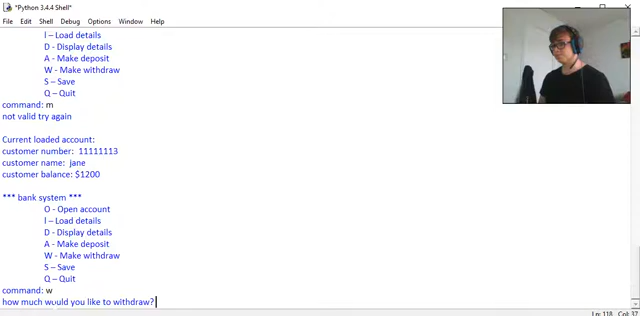 *Python 3.4.4 Shell*
File Edit Shell Debug Options Window Help
I – Load details
D - Display details
A - Make deposit
W - Make withdraw
S – Save
Q – Quit
command: m
not valid try again
Current loaded account:
customer number:  11111113
customer name:  jane
customer balance: $1200
*** bank system ***
O - Open account
I – Load details
D - Display details
A - Make deposit
W - Make withdraw
S – Save
Q – Quit
command: w
how much would you like to withdraw?
Ln: 118 Col: 37